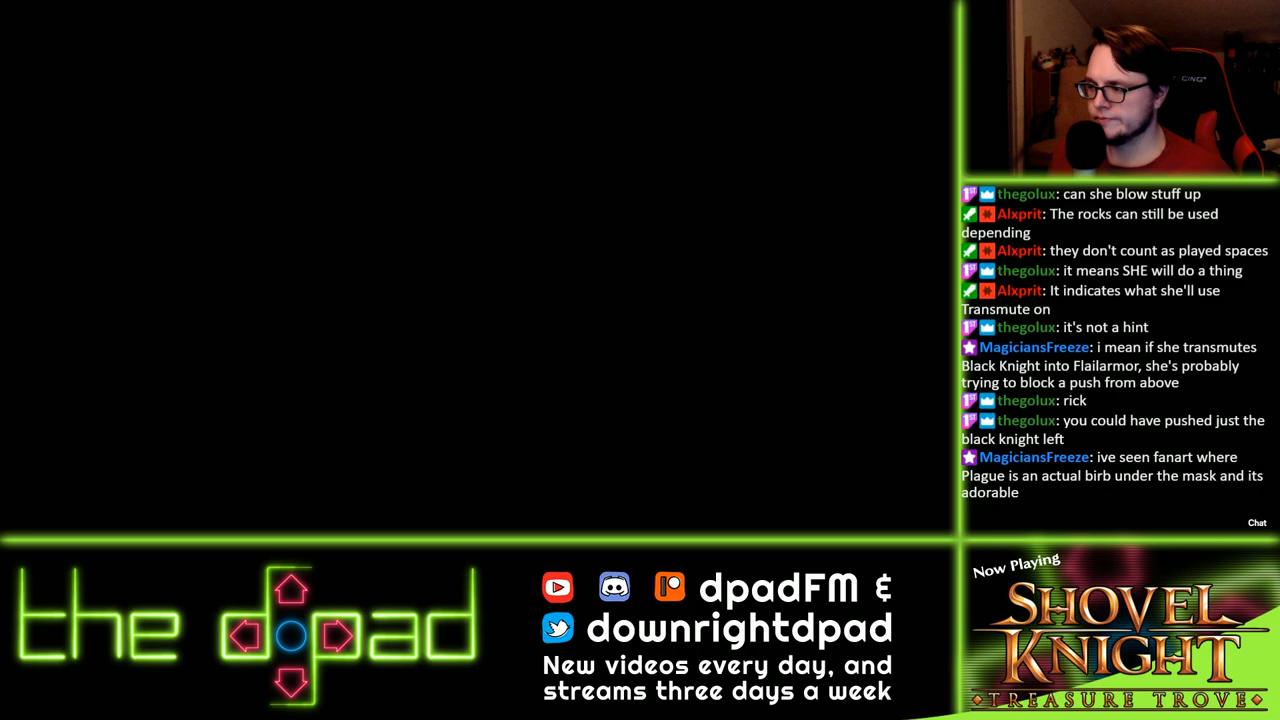 CING
thegolux: can she blow stuff up
Alxprit: The rocks can still be used
depending
Alxprit: they don't count as played spaces
thegolux: it means SHE will do a thing
Alxprit: It indicates what she'll use
Transmute on
thegolux: it's not a hint
MagiciansFreeze: i mean if she transmutes
Black Knight into Flailarmor, she's probably
trying to block a push from above
thegolux: rick
thegolux: you could have pushed just the
black knight left
MagiciansFreeze: ive seen fanart where
Plague is an actual birb under the mask and its
adorable
Chat
the dpad
dpadFM &
downrightdpad
New videos every day, and
streams three days a week
Now Playing
SHOVEL
KNIGHT
TREASURE TROVE